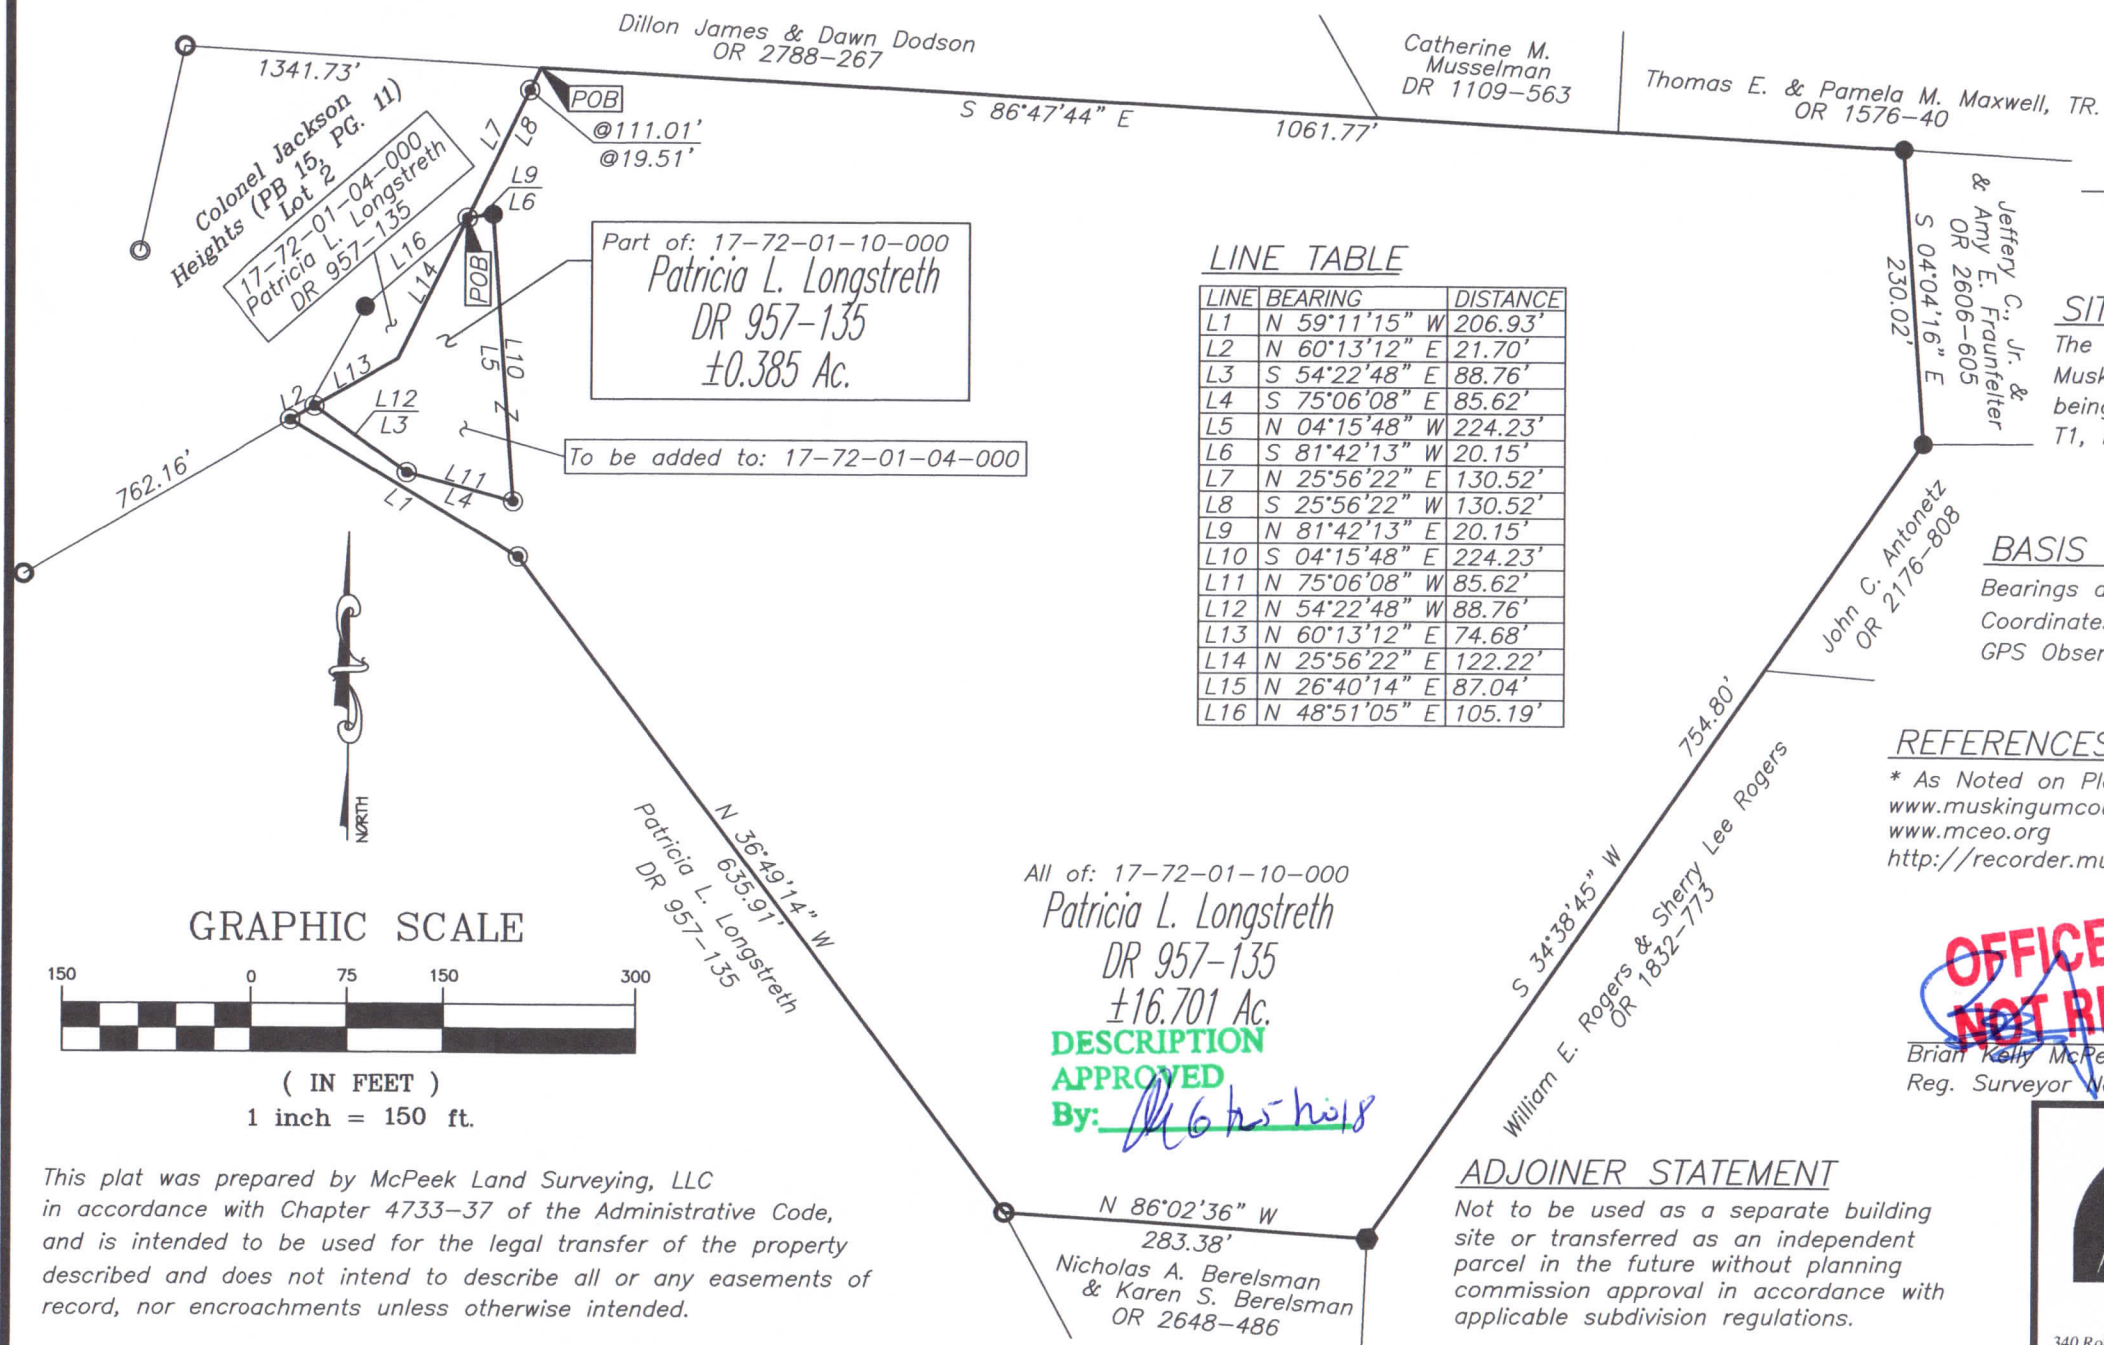 Dillon James & Dawn Dodson
OR 2788-267
1341.73'
Colonel Jackson
Heights (PB 15, PG. 11)
Lot 2
17-72-01-04-000
Patricia L. Longstreth
DR 957-135
POB
@111.01'
@19.51'
L7
L8
L9
L6
L16
L14
POB
L13
L2
L12
L3
L10
L5
L11
L4
L1
762.16'
S 86°47'44" E
1061.77'
Catherine M.
Musselman
DR 1109-563
Thomas E. & Pamela M. Maxwell, TR.
OR 1576-40
Part of: 17-72-01-10-000
Patricia L. Longstreth
DR 957-135
±0.385 Ac.
To be added to: 17-72-01-04-000
LINE TABLE
LINE BEARING DISTANCE
L1 N 59°11'15" W 206.93'
L2 N 60°13'12" E 21.70'
L3 S 54°22'48" E 88.76'
L4 S 75°06'08" E 85.62'
L5 N 04°15'48" W 224.23'
L6 S 81°42'13" W 20.15'
L7 N 25°56'22" E 130.52'
L8 S 25°56'22" W 130.52'
L9 N 81°42'13" E 20.15'
L10 S 04°15'48" E 224.23'
L11 N 75°06'08" W 85.62'
L12 N 54°22'48" W 88.76'
L13 N 60°13'12" E 74.68'
L14 N 25°56'22" E 122.22'
L15 N 26°40'14" E 87.04'
L16 N 48°51'05" E 105.19'
Jeffery C., Jr. &
& Amy E. Fraunfelter
OR 2606-605
S 04°04'16" E
230.02'
SIT
The
Musk
being
T1,
John C. Antonetz
OR 2176-808
BASIS
Bearings
Coordinates
GPS Obser
754.80'
S 34°38'45" W
William E. Rogers & Sherry Lee Rogers
OR 1832-773
REFERENCES
* As Noted on Pl
www.muskingumco
www.mceo.org
http://recorder.mu
OFFICE
NOT R
Brian Kelly McPe
Reg. Surveyor
N 36°49'14" W
635.91'
Patricia L. Longstreth
DR 957-135
NORTH
GRAPHIC SCALE
150 0 75 150 300
( IN FEET )
1 inch = 150 ft.
All of: 17-72-01-10-000
Patricia L. Longstreth
DR 957-135
±16.701 Ac.
DESCRIPTION
APPROVED
By:
N 86°02'36" W
283.38'
Nicholas A. Berelsman
& Karen S. Berelsman
OR 2648-486
This plat was prepared by McPeek Land Surveying, LLC
in accordance with Chapter 4733-37 of the Administrative Code,
and is intended to be used for the legal transfer of the property
described and does not intend to describe all or any easements of
record, nor encroachments unless otherwise intended.
ADJOINER STATEMENT
Not to be used as a separate building
site or transferred as an independent
parcel in the future without planning
commission approval in accordance with
applicable subdivision regulations.
340 Ro